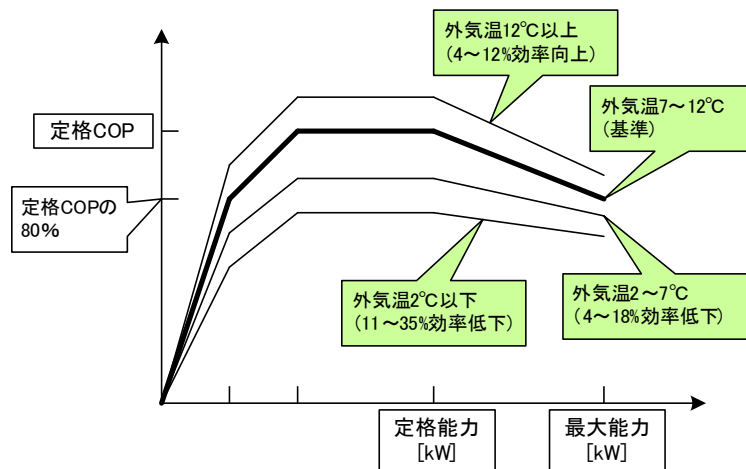 外気温12℃以上
(4～12%効率向上)
定格COP
外気温7～12℃
(基準)
定格COPの
80%
外気温2℃以下
(11～35%効率低下)
外気温2～7℃
(4～18%効率低下)
定格能力
[kW]
最大能力
[kW]